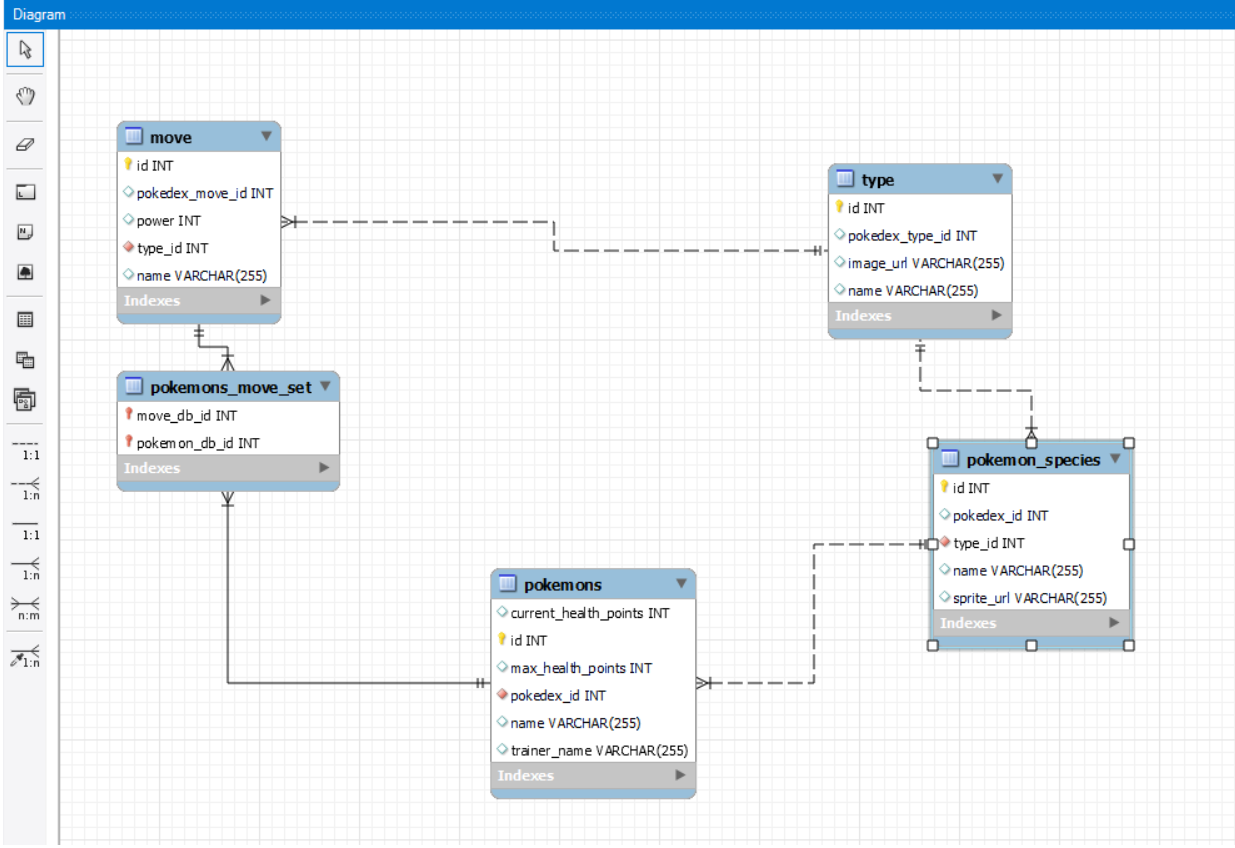 Diagram
move
id INT
pokedex_move_id INT
power INT
type_id INT
name VARCHAR(255)
Indexes
type
id INT
pokedex_type_id INT
image_url VARCHAR(255)
name VARCHAR(255)
Indexes
pokemons_move_set
move_db_id INT
pokemon_db_id INT
Indexes
pokemon_species
id INT
pokedex_id INT
type_id INT
name VARCHAR(255)
sprite_url VARCHAR(255)
Indexes
pokemons
current_health_points INT
id INT
max_health_points INT
pokedex_id INT
name VARCHAR(255)
trainer_name VARCHAR(255)
Indexes
1:1
1:n
1:1
1:n
n:m
1:n